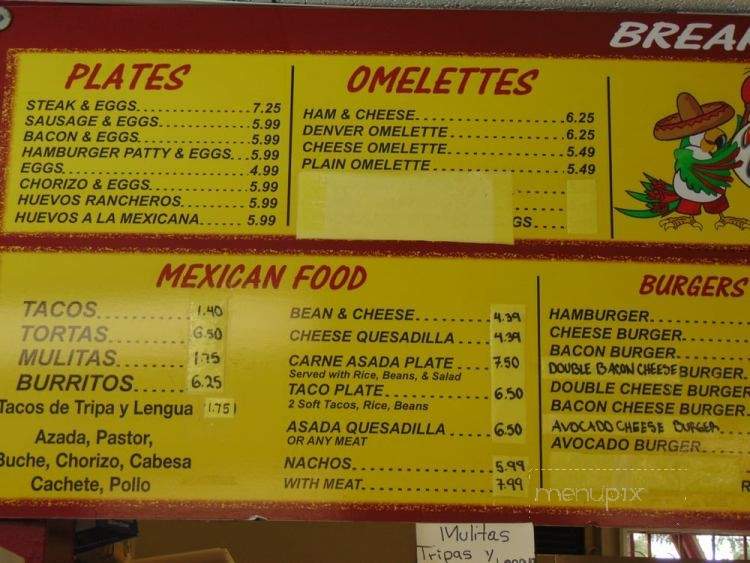 PLATES
STEAK & EGGS 7.25
SAUSAGE & EGGS 5.99
BACON & EGGS 5.99
HAMBURGER PATTY & EGGS 5.99
EGGS 4.99
CHORIZO & EGGS 5.99
HUEVOS RANCHEROS 5.99
HUEVOS A LA MEXICANA 5.99
OMELETTES
HAM & CHEESE 6.25
DENVER OMELETTE 6.25
CHEESE OMELETTE 5.49
PLAIN OMELETTE 5.49
GS
BREA
MEXICAN FOOD
TACOS 1.40
TORTAS 6.50
MULITAS 1.75
BURRITOS 6.25
Tacos de Tripa y Lengua 1.75
Azada, Pastor,
Buche, Chorizo, Cabesa
Cachete, Pollo
BEAN & CHEESE 4.39
CHEESE QUESADILLA 4.39
CARNE ASADA PLATE 7.50
Served with Rice, Beans, & Salad
TACO PLATE 6.50
2 Soft Tacos, Rice, Beans
ASADA QUESADILLA 6.50
OR ANY MEAT
NACHOS 5.99
WITH MEAT 7.99
BURGERS
HAMBURGER
CHEESE BURGER
BACON BURGER
DOUBLE BACON CHEESE BURGER
DOUBLE CHEESE BURGER
BACON CHEESE BURGER
AVOCADO CHEESE BURGER
AVOCADO BURGER
R
menupix
Mulitas
Tripas y